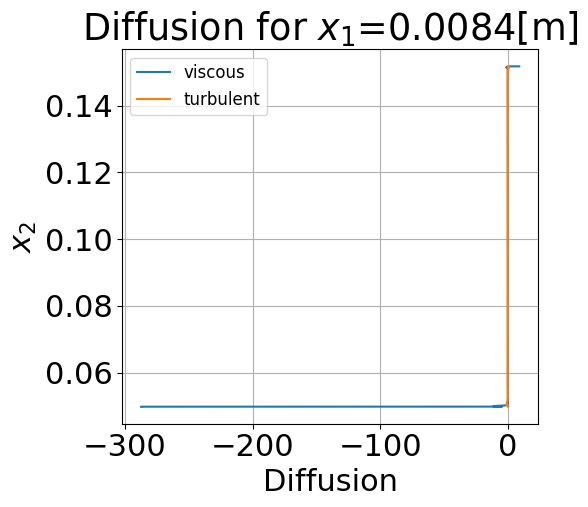 Diffusion for x₁=0.0084[m]
viscous
turbulent
0.14
0.12
0.10
0.08
0.06
x₂
−300 −200 −100 0
Diffusion